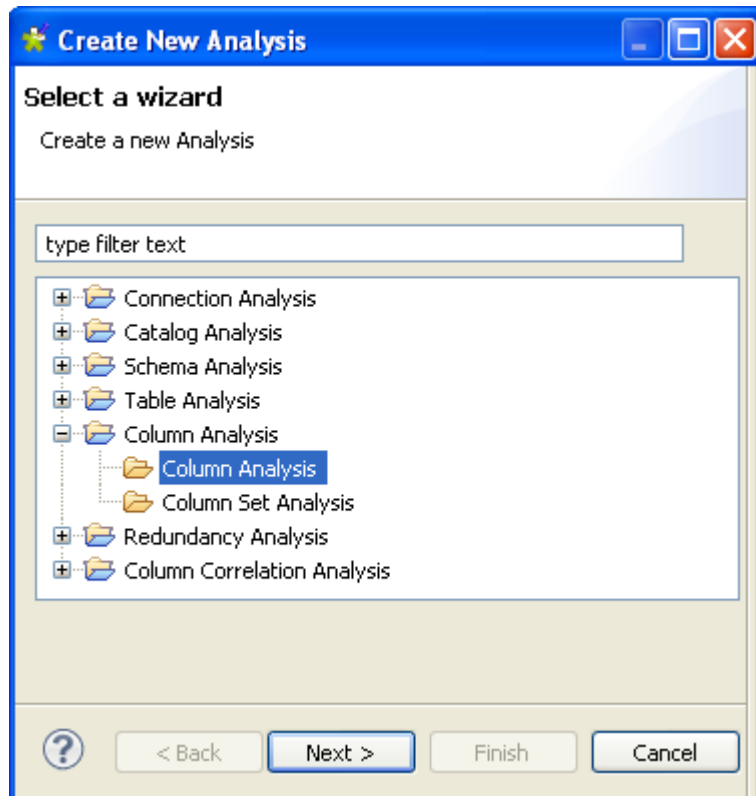 Create New Analysis
Select a wizard
Create a new Analysis
type filter text
Connection Analysis
Catalog Analysis
Schema Analysis
Table Analysis
Column Analysis
Column Analysis
Column Set Analysis
Redundancy Analysis
Column Correlation Analysis
? < Back Next > Finish Cancel